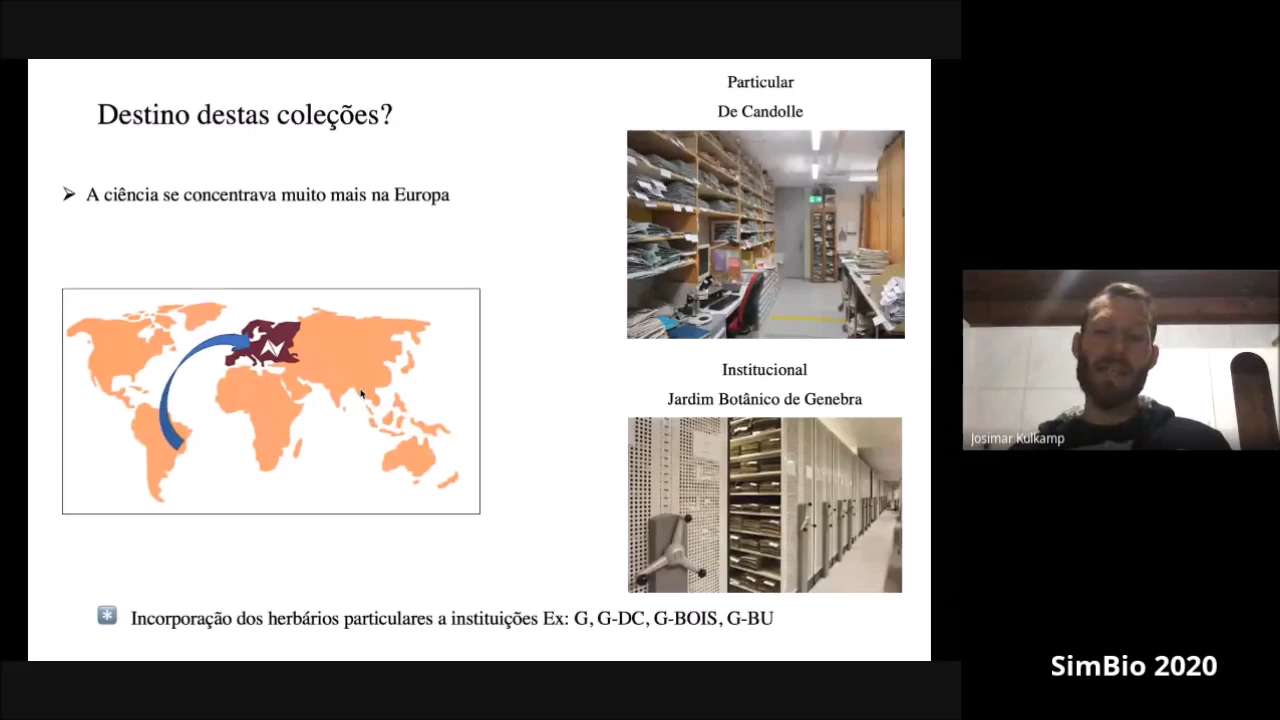 Destino destas coleções?
A ciência se concentrava muito mais na Europa
Particular
De Candolle
Institucional
Jardim Botânico de Genebra
Incorporação dos herbários particulares a instituições Ex: G, G-DC, G-BOIS, G-BU
Josimar Kulkamp
SimBio 2020